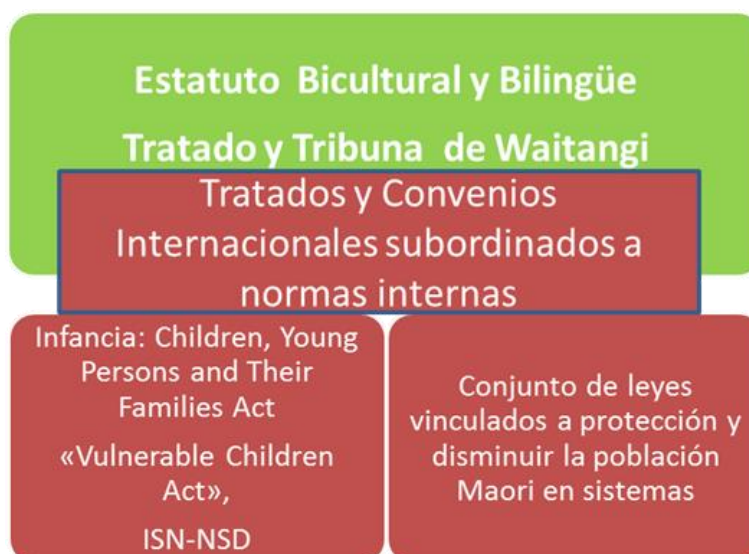 Estatuto Bicultural y Bilingüe
Tratado y Tribuna de Waitangi
Tratados y Convenios
Internacionales subordinados a
normas internas
Infancia: Children, Young
Persons and Their
Families Act
«Vulnerable Children
Act»,
ISN-NSD
Conjunto de leyes
vinculados a protección y
disminuir la población
Maori en sistemas